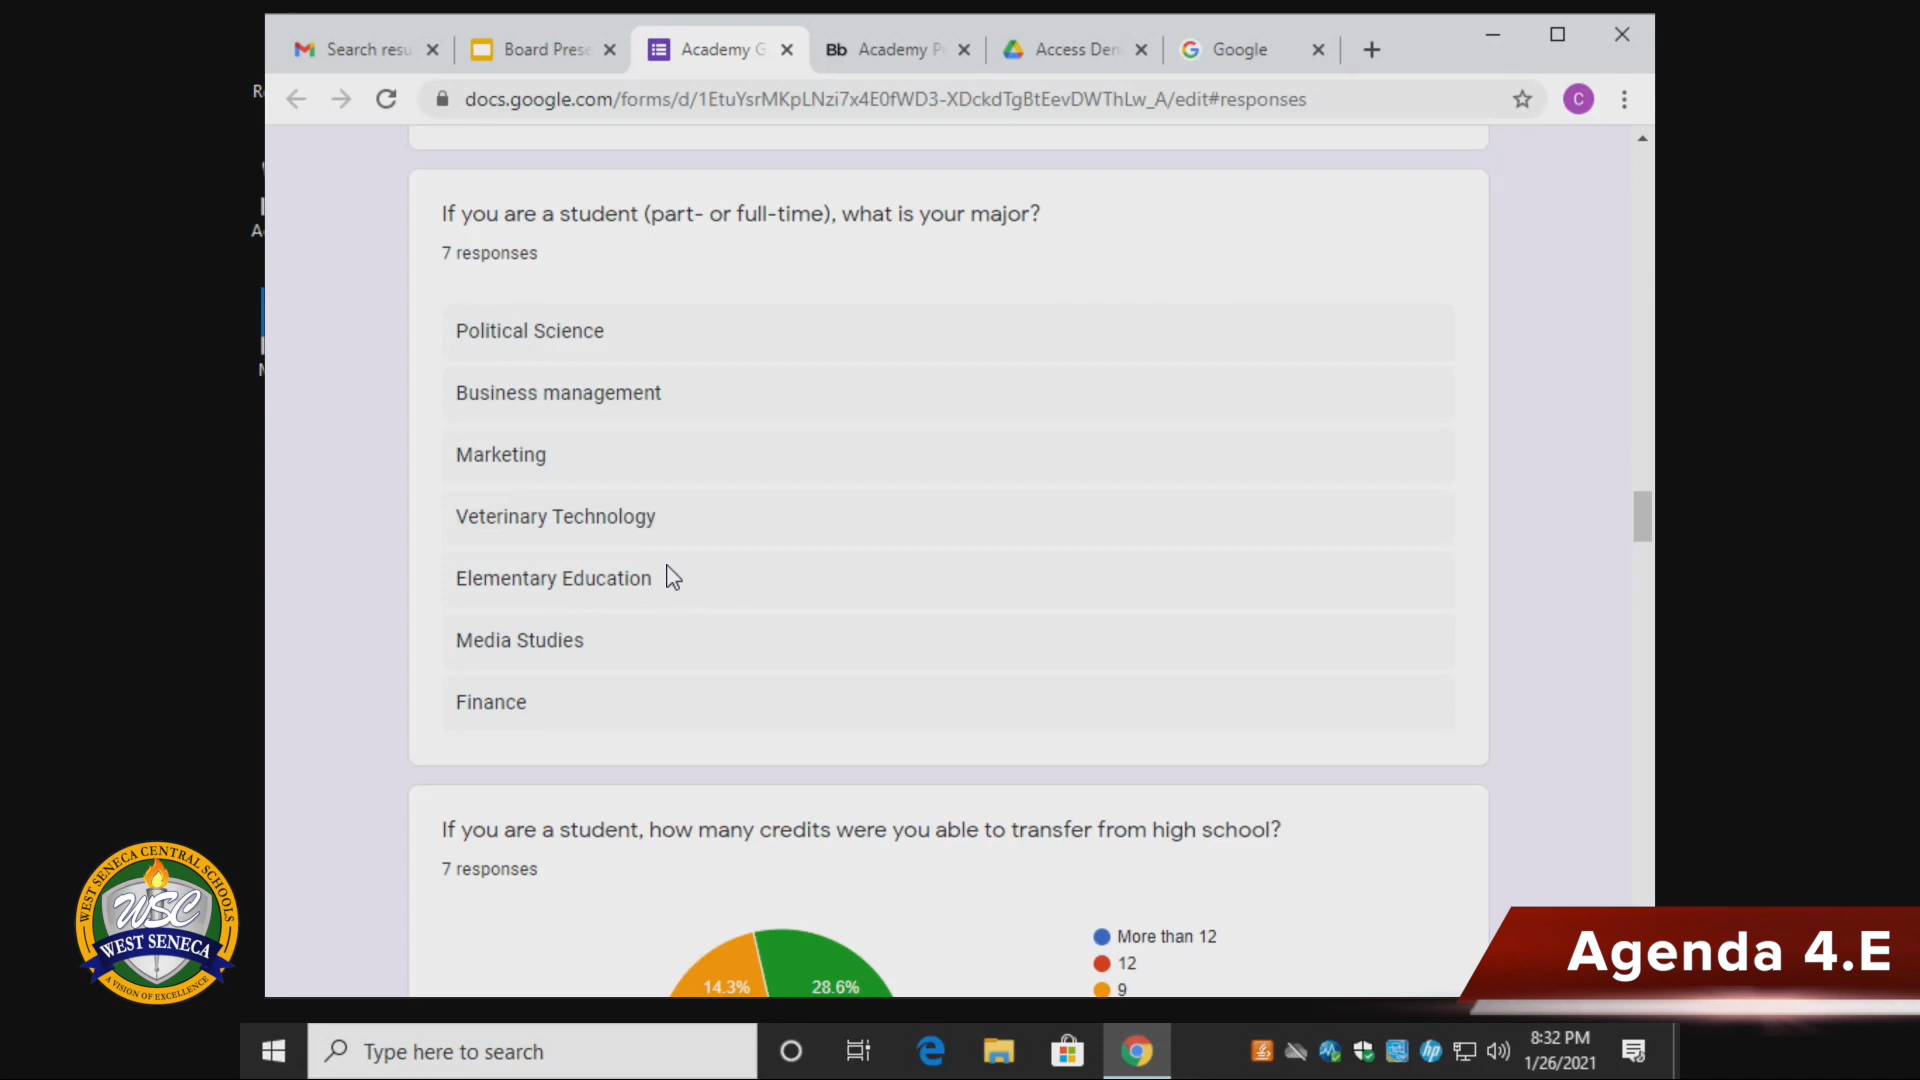 Search resu
Board Prese
Academy G
Bb Academy P
Access Den
Google
docs.google.com/forms/d/1EtuYsrMKpLNzi7x4E0fWD3-XDckdTgBtEevDWThLw_A/edit#responses
C
If you are a student (part- or full-time), what is your major?
7 responses
Political Science
Business management
Marketing
Veterinary Technology
Elementary Education
Media Studies
Finance
If you are a student, how many credits were you able to transfer from high school?
7 responses
More than 12
12
9
14.3%
28.6%
WEST SENECA CENTRAL SCHOOLS
WSC
WEST SENECA
A VISION OF EXCELLENCE
Agenda 4.E
Type here to search
hp
8:32 PM
1/26/2021